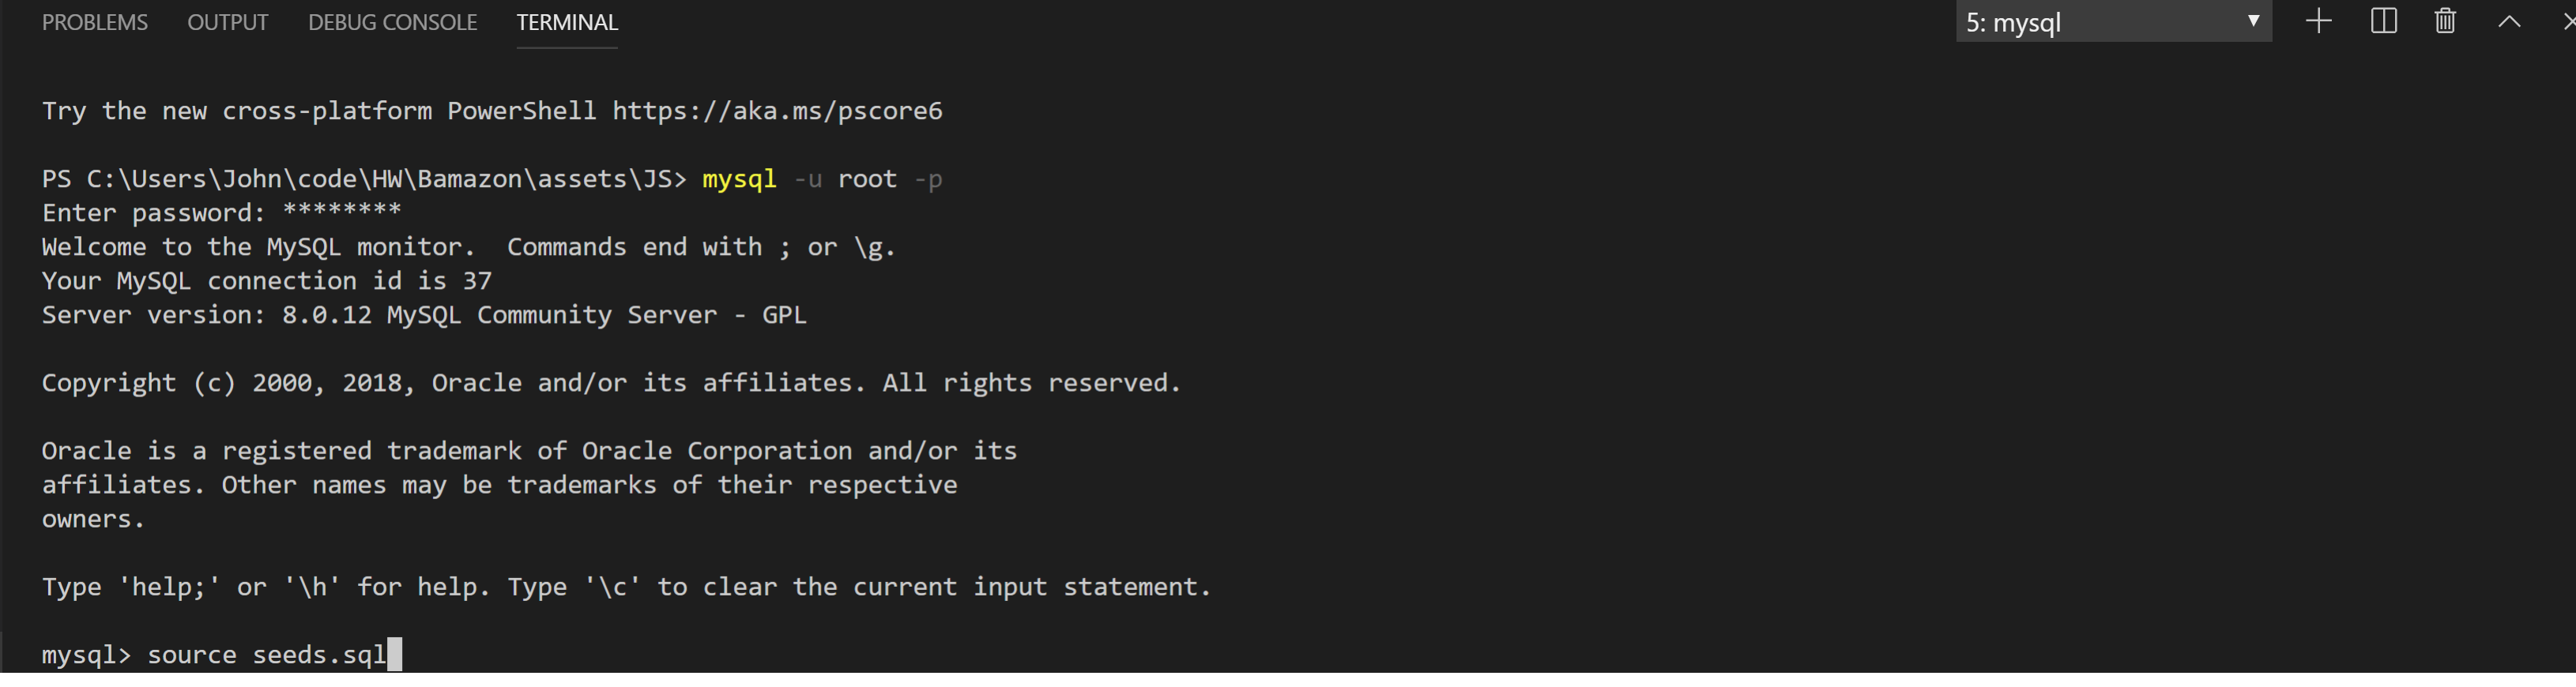 PROBLEMS OUTPUT DEBUG CONSOLE TERMINAL 5: mysql
Try the new cross-platform PowerShell https://aka.ms/pscore6
PS C:\Users\John\code\HW\Bamazon\assets\JS> mysql -u root -p
Enter password: ********
Welcome to the MySQL monitor.  Commands end with ; or \g.
Your MySQL connection id is 37
Server version: 8.0.12 MySQL Community Server - GPL
Copyright (c) 2000, 2018, Oracle and/or its affiliates. All rights reserved.
Oracle is a registered trademark of Oracle Corporation and/or its
affiliates. Other names may be trademarks of their respective
owners.
Type 'help;' or '\h' for help. Type '\c' to clear the current input statement.
mysql> source seeds.sql